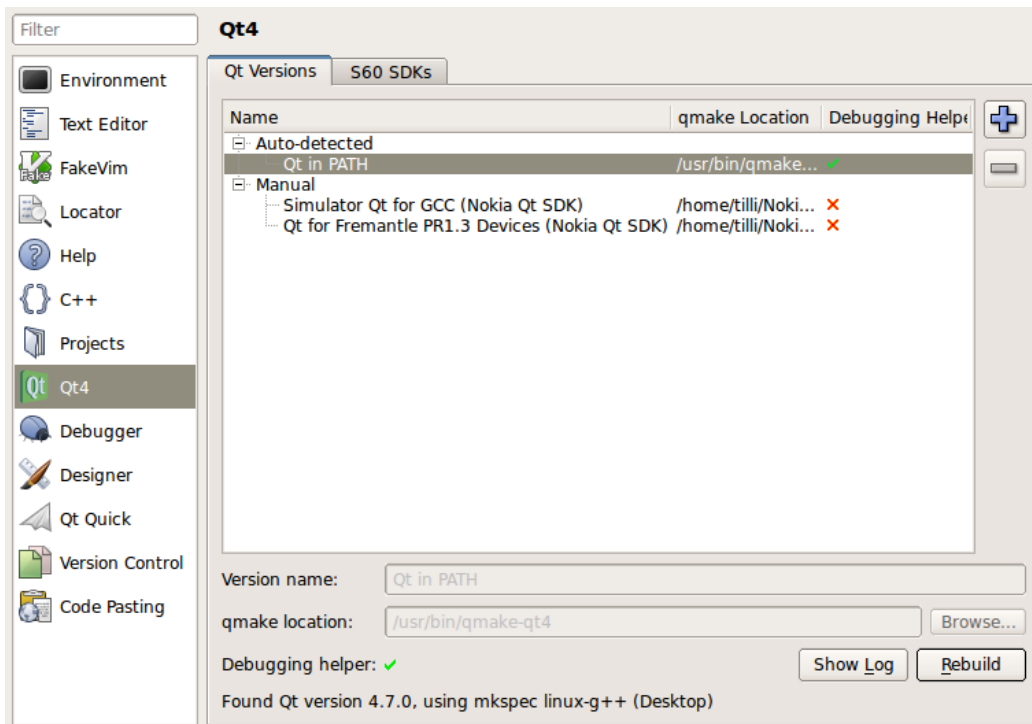 Filter
Qt4
Environment
Text Editor
FakeVim
Locator
Help
C++
Projects
Qt4
Debugger
Designer
Qt Quick
Version Control
Code Pasting
Qt Versions
S60 SDKs
Name qmake Location Debugging Helpe
Auto-detected
Qt in PATH /usr/bin/qmake...
Manual
Simulator Qt for GCC (Nokia Qt SDK) /home/tilli/Noki...
Qt for Fremantle PR1.3 Devices (Nokia Qt SDK) /home/tilli/Noki...
Version name: Qt in PATH
qmake location: /usr/bin/qmake-qt4 Browse...
Debugging helper: Show Log Rebuild
Found Qt version 4.7.0, using mkspec linux-g++ (Desktop)